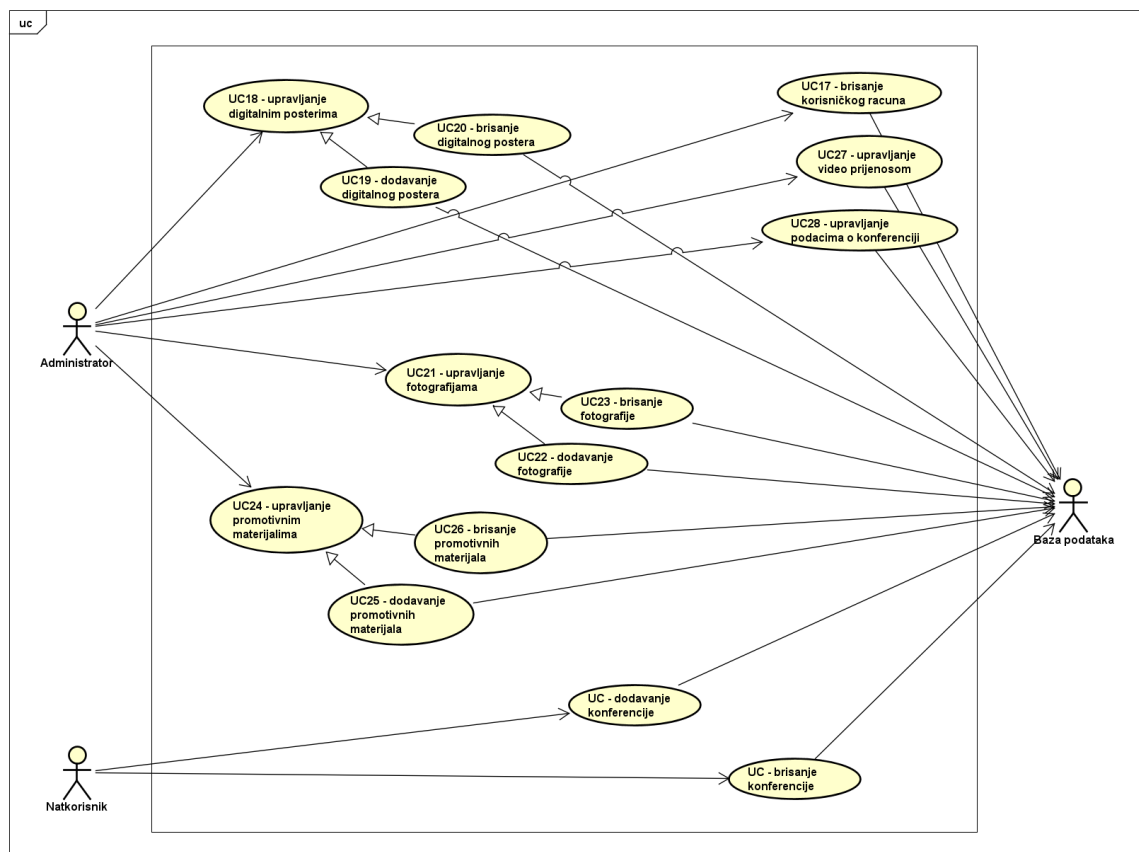 uc
UC18 - upravljanje
digitalnim posterima
UC20 - brisanje
digitalnog postera
UC19 - dodavanje
digitalnog postera
UC17 - brisanje
korisničkog racuna
UC27 - upravljanje
video prijenosom
UC28 - upravljanje
podacima o konferenciji
Administrator
UC21 - upravljanje
fotografijama
UC23 - brisanje
fotografije
UC22 - dodavanje
fotografije
UC24 - upravljanje
promotivnim
materijalima
UC26 - brisanje
promotivnih
materijala
UC25 - dodavanje
promotivnih
materijala
Baza podataka
UC - dodavanje
konferencije
UC - brisanje
konferencije
Natkorisnik